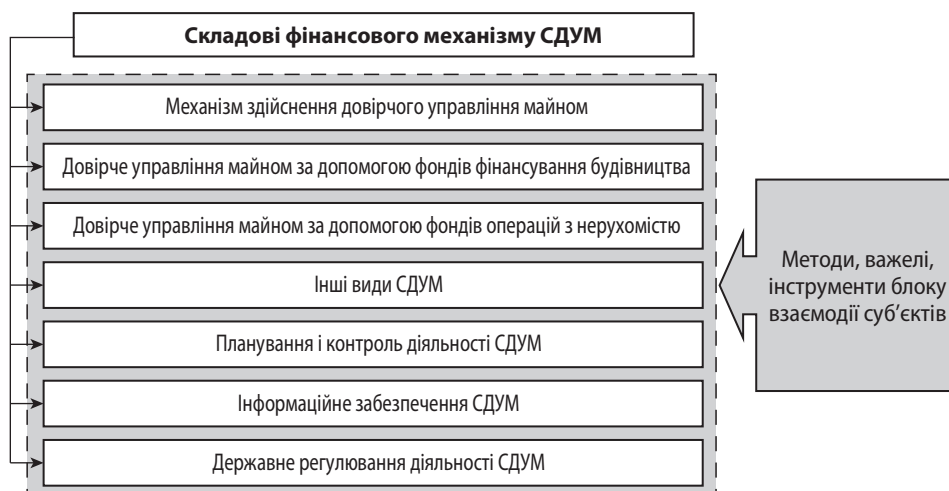 Складові фінансового механізму СДУМ
Механізм здійснення довірчого управління майном
Довірче управління майном за допомогою фондів фінансування будівництва
Довірче управління майном за допомогою фондів операцій з нерухомістю
Інші види СДУМ
Планування і контроль діяльності СДУМ
Інформаційне забезпечення СДУМ
Державне регулювання діяльності СДУМ
Методи, важелі,
інструменти блоку
взаємодії суб’єктів